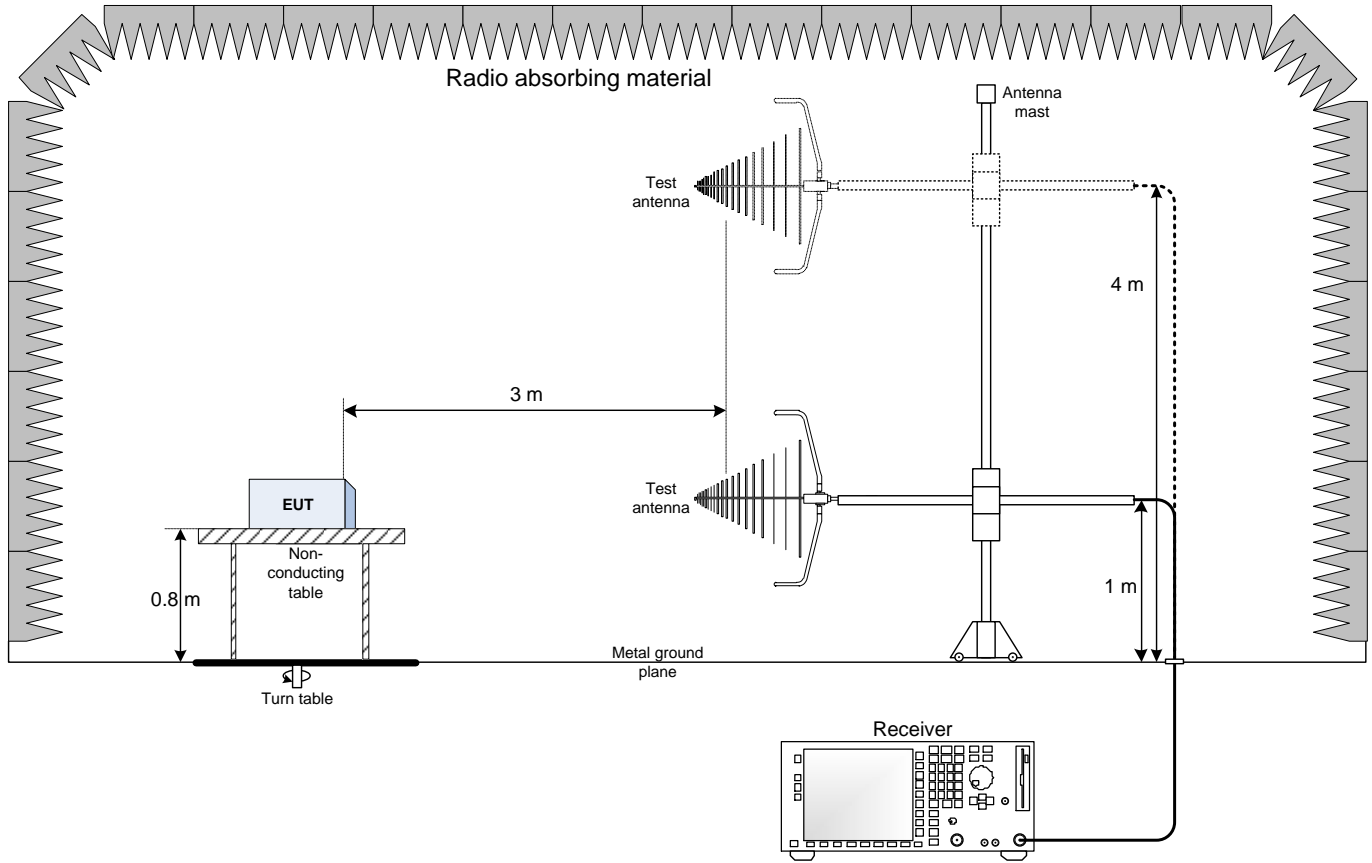 Radio absorbing material
Antenna
mast
Test
antenna
4 m
3 m
Test
antenna
EUT
Non-
conducting
table
0.8 m
1 m
Metal ground
plane
Turn table
Receiver